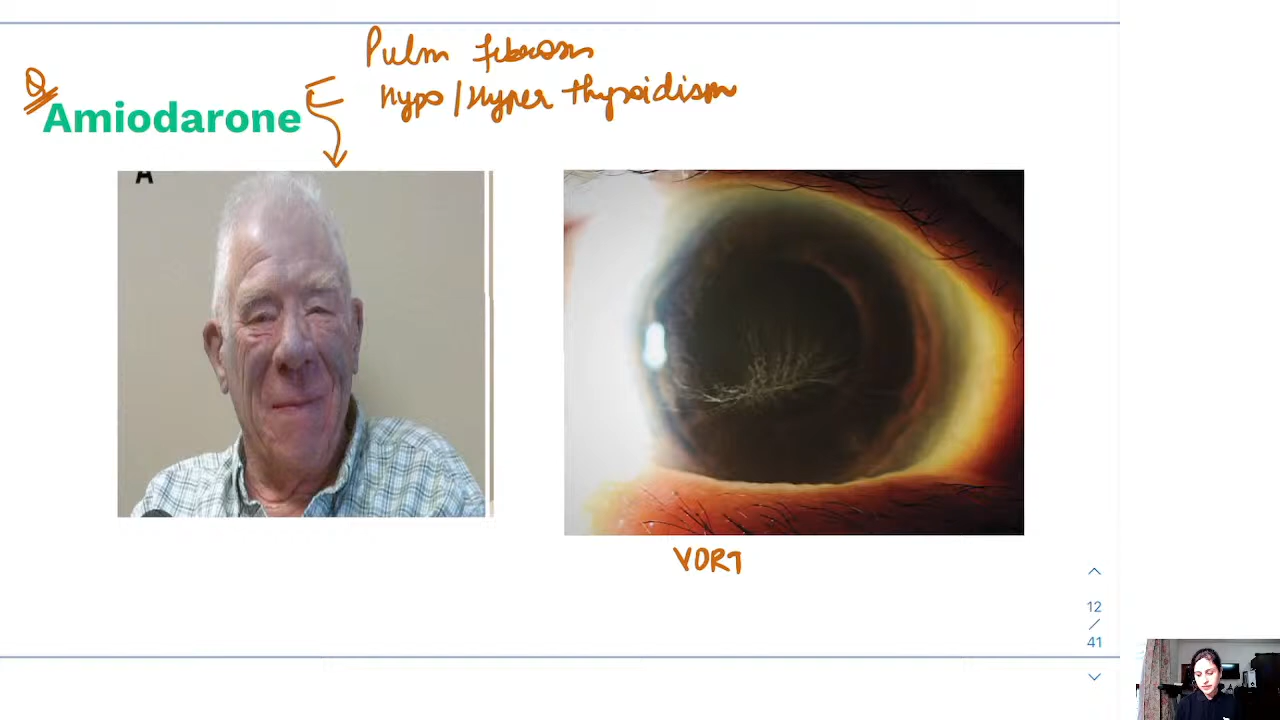 Pulm fibrosis
Hypo/Hyper thyroidism
Q
Amiodarone
A
VORT
12
/
41